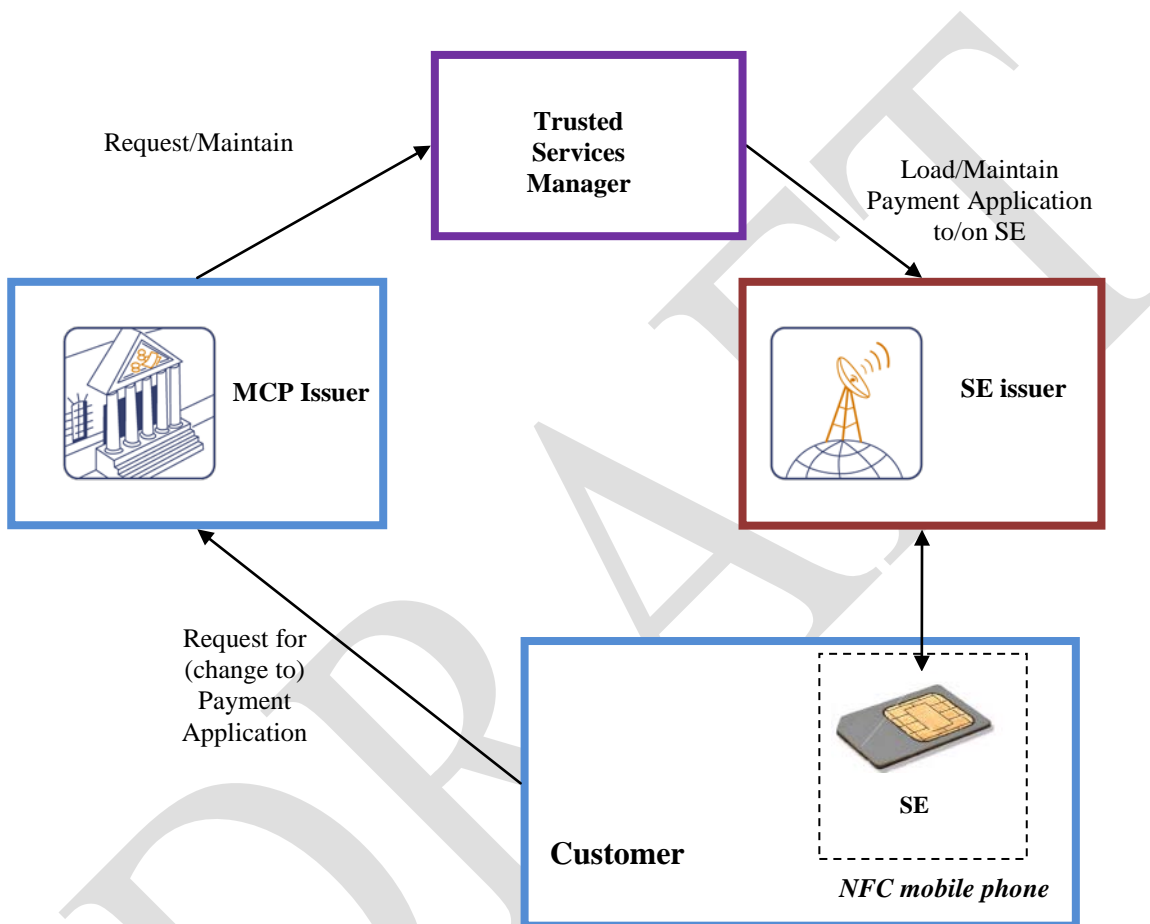 Trusted
Services
Manager
Request/Maintain
Load/Maintain
Payment Application
to/on SE
MCP Issuer
SE issuer
Request for
(change to)
Payment
Application
SE
Customer
NFC mobile phone
DRAFT